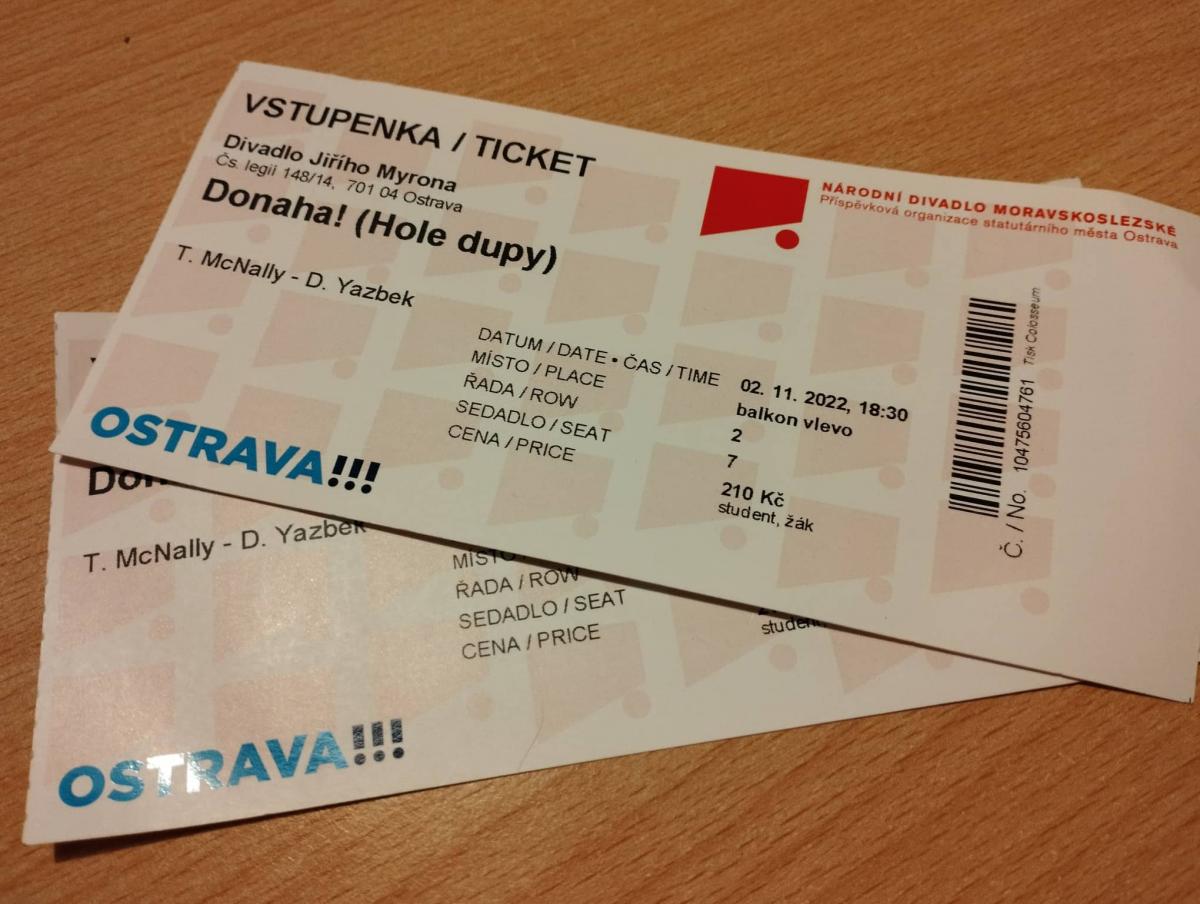 VSTUPENKA / TICKET
Divadlo Jiřího Myrona
Čs. legií 148/14, 701 04 Ostrava
Donaha! (Hole dupy)
T. McNally - D. Yazbek
NÁRODNÍ DIVADLO MORAVSKOSLEZSKÉ
Příspěvková organizace statutárního města Ostrava
DATUM / DATE • ČAS / TIME 02. 11. 2022, 18:30
MÍSTO / PLACE balkon vlevo
ŘADA / ROW 2
SEDADLO / SEAT 7
CENA / PRICE 210 Kč
student, žák
OSTRAVA!!!
Č. / No. 10475604761 Tisk Colosseum
T. McNally - D. Yazbek
ŘADA / ROW
SEDADLO / SEAT
CENA / PRICE
OSTRAVA!!!